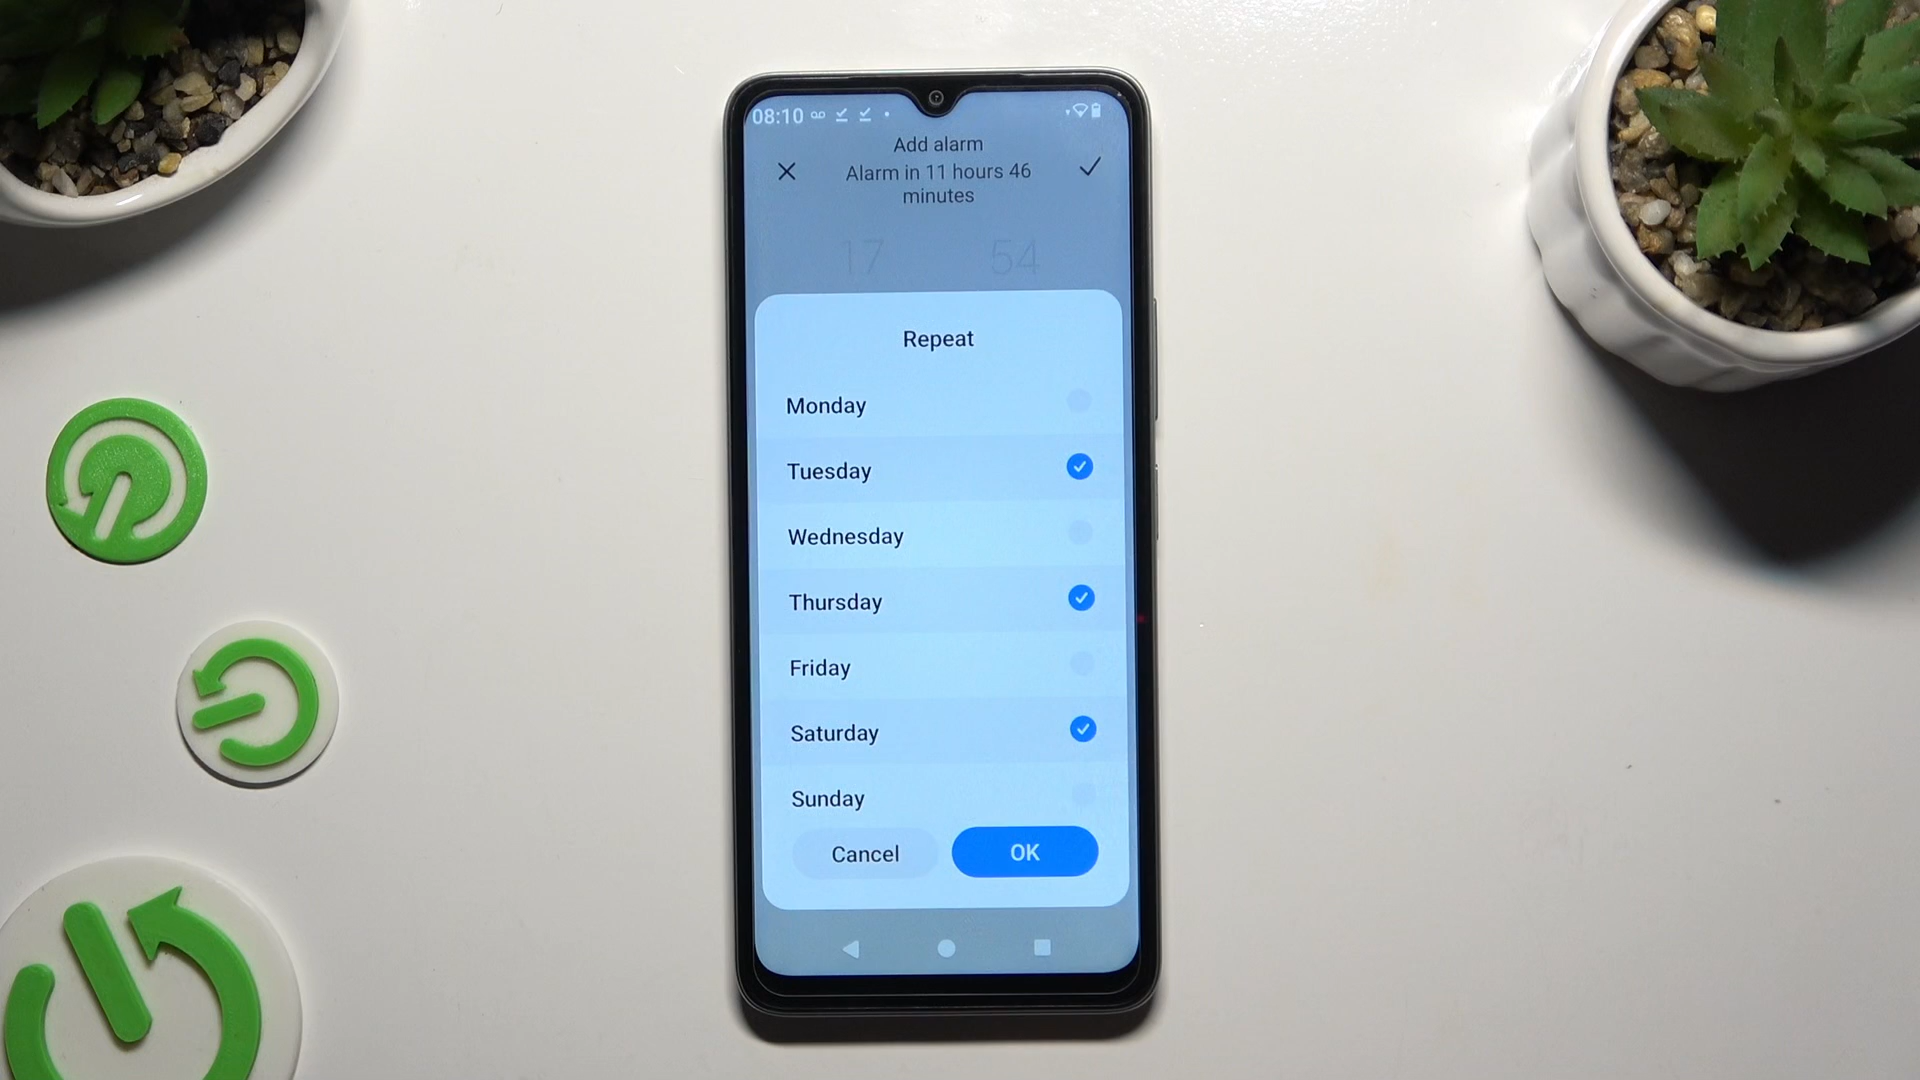 08:10
Add alarm
Alarm in 11 hours 46
minutes
17 54
Repeat
Monday
Tuesday
Wednesday
Thursday
Friday
Saturday
Sunday
Cancel OK